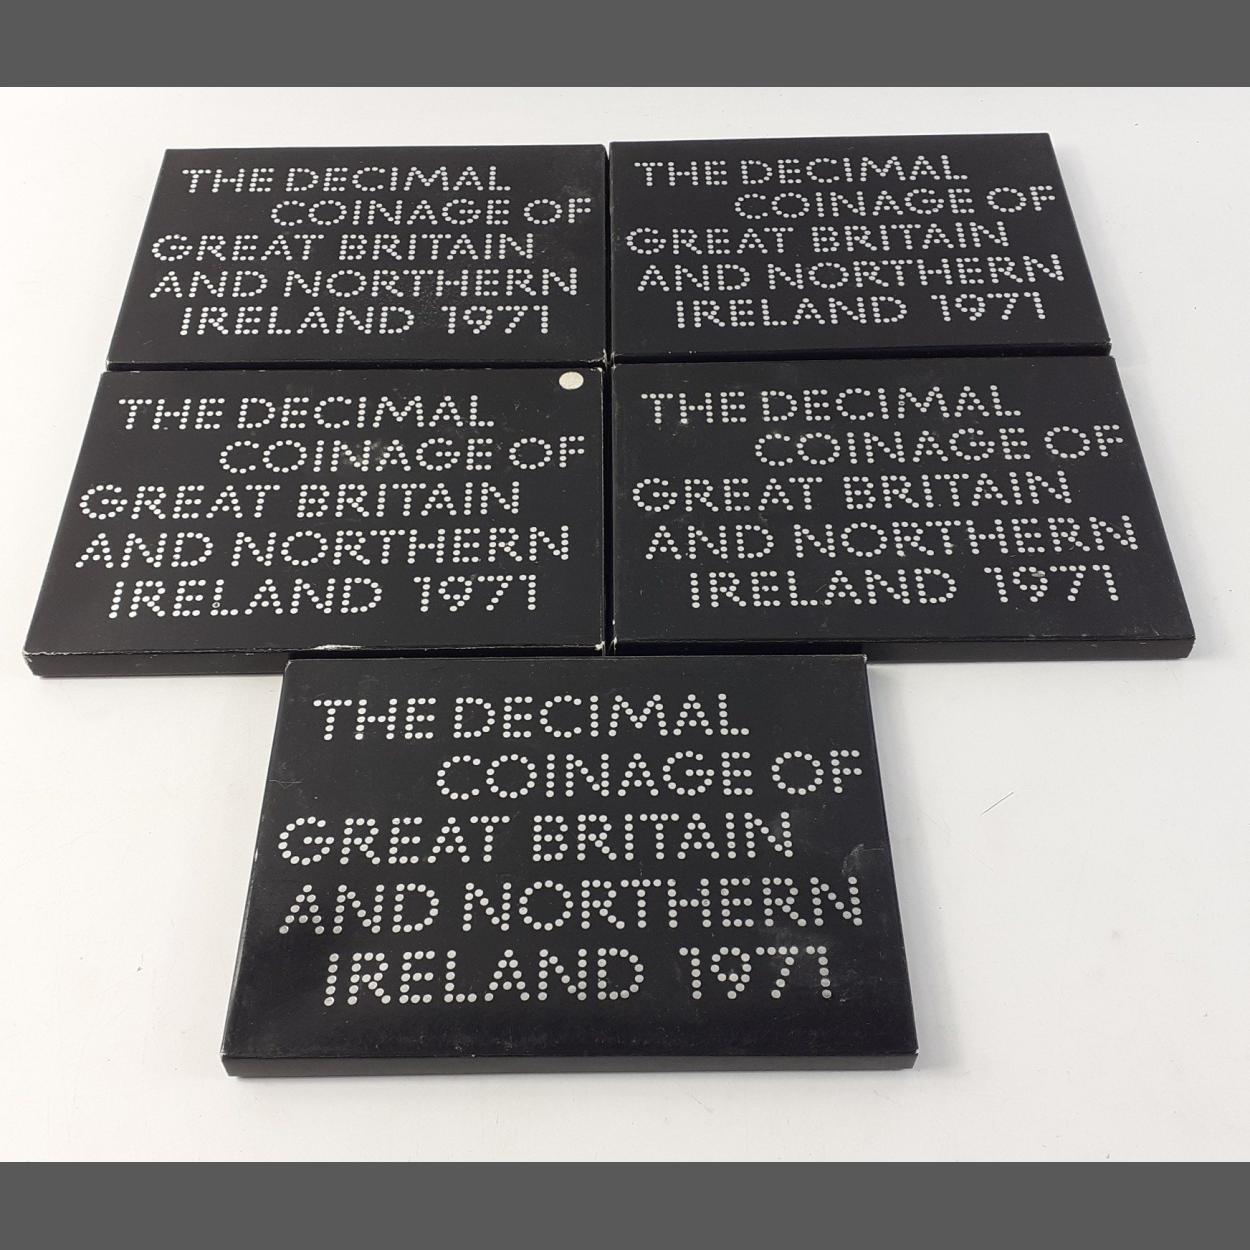 THE DECIMAL
COINAGE OF
GREAT BRITAIN
AND NORTHERN
IRELAND 1971
THE DECIMAL
COINAGE OF
GREAT BRITAIN
AND NORTHERN
IRELAND 1971
THE DECIMAL
COINAGE OF
GREAT BRITAIN
AND NORTHERN
IRELAND 1971
THE DECIMAL
COINAGE OF
GREAT BRITAIN
AND NORTHERN
IRELAND 1971
THE DECIMAL
COINAGE OF
GREAT BRITAIN
AND NORTHERN
IRELAND 1971